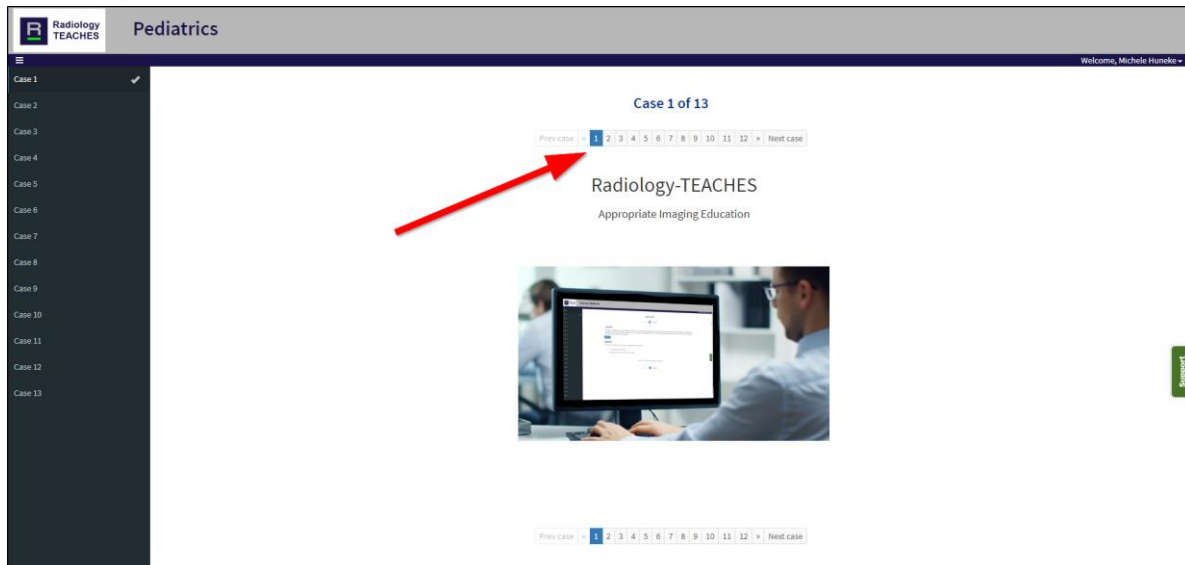 Radiology
TEACHES
Pediatrics
Welcome, Michele Huneke
Case 1
Case 2
Case 3
Case 4
Case 5
Case 6
Case 7
Case 8
Case 9
Case 10
Case 11
Case 12
Case 13
Case 1 of 13
Prev case « 1 2 3 4 5 6 7 8 9 10 11 12 » Next case
Radiology-TEACHES
Appropriate Imaging Education
Support
Prev case « 1 2 3 4 5 6 7 8 9 10 11 12 » Next case